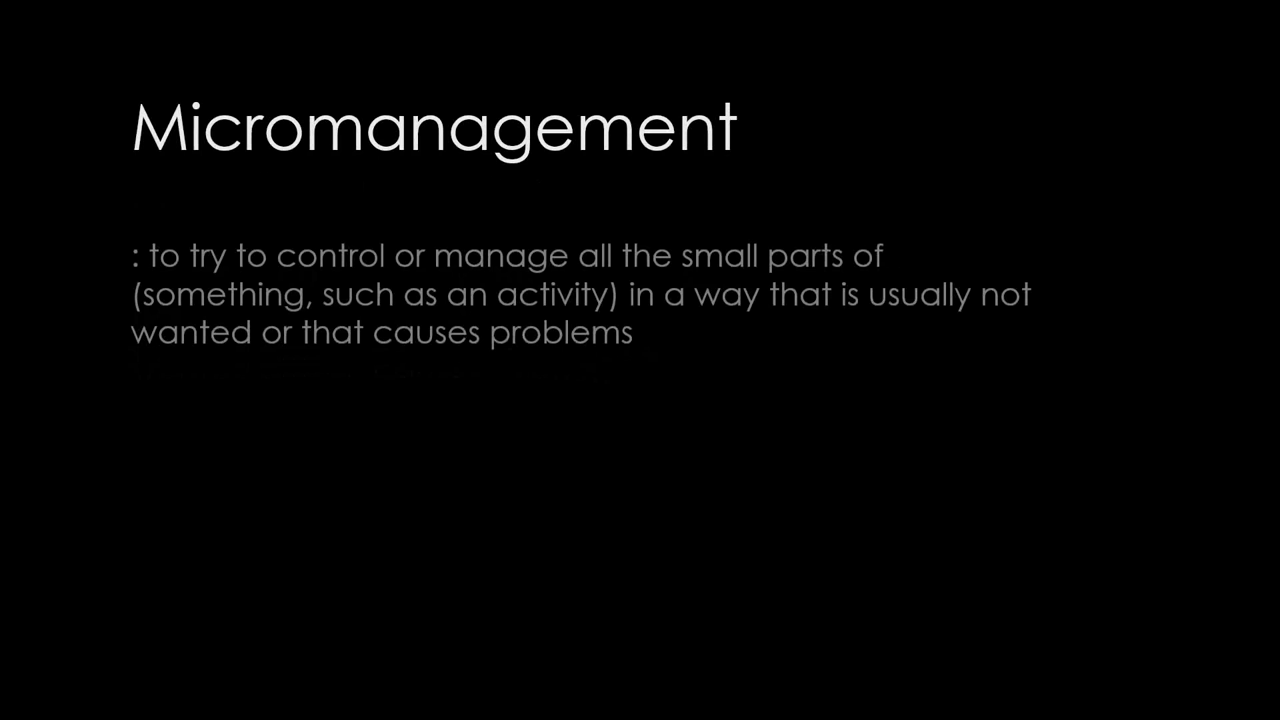 Micromanagement
: to try to control or manage all the small parts of
(something, such as an activity) in a way that is usually not
wanted or that causes problems